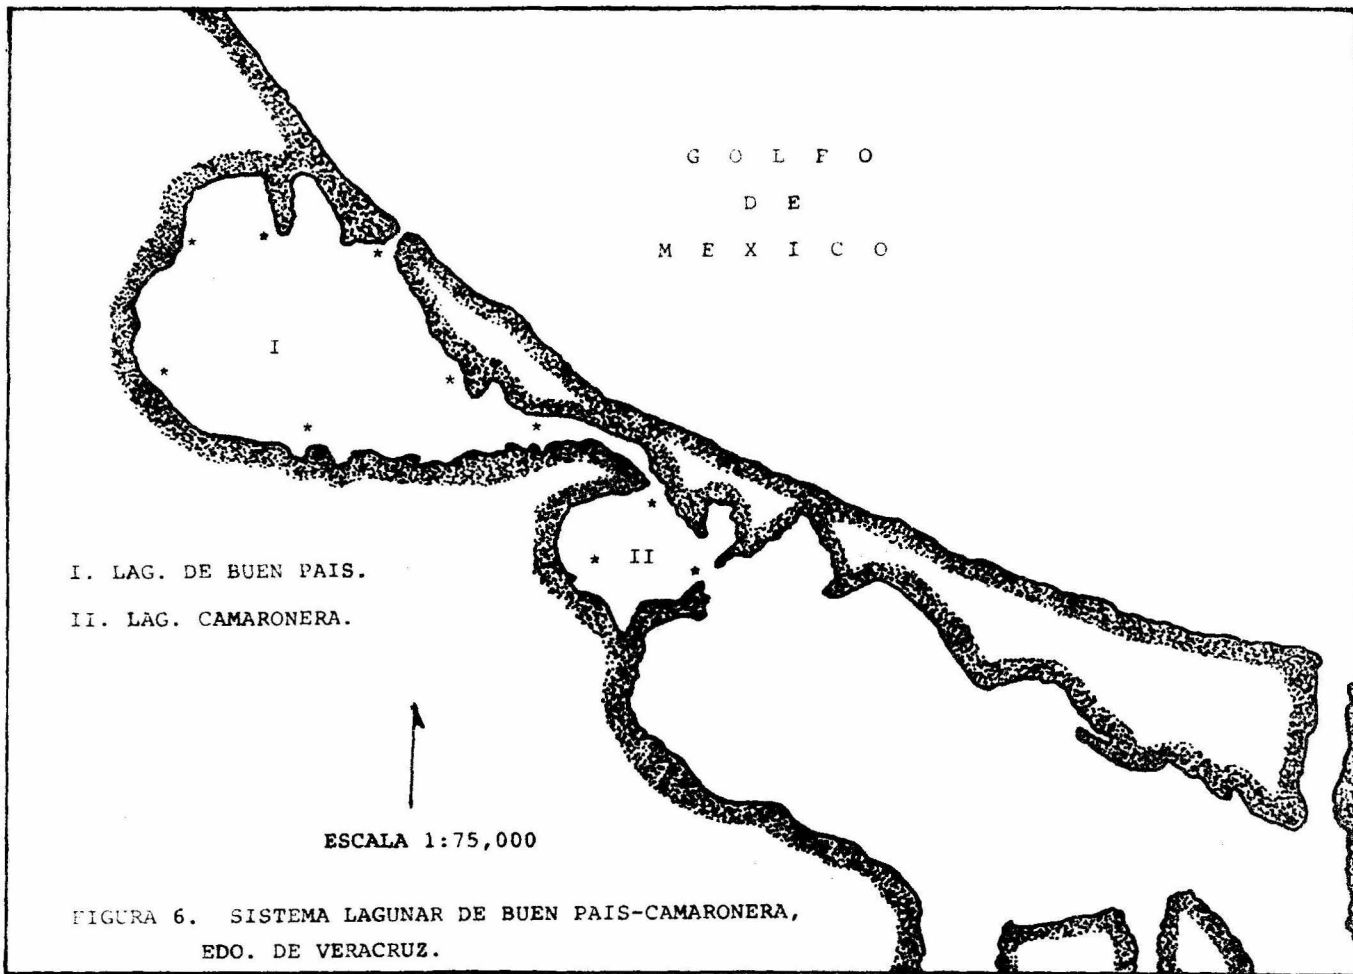 G O L F O
D E
M E X I C O
I
II
I. LAG. DE BUEN PAIS.
II. LAG. CAMARONERA.
ESCALA 1:75,000
FIGURA 6. SISTEMA LAGUNAR DE BUEN PAIS-CAMARONERA,
EDO. DE VERACRUZ.